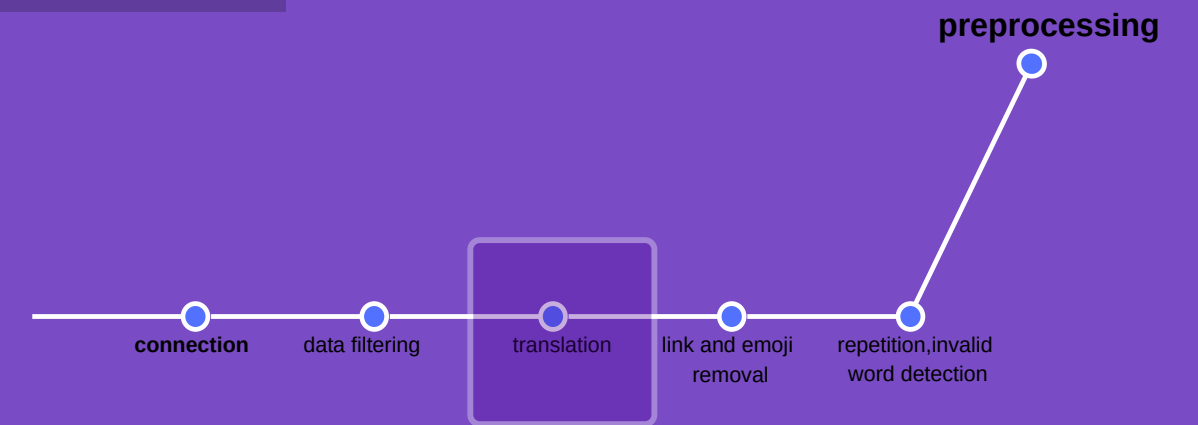 preprocessing
connection
data filtering
translation
link and emoji
removal
repetition,invalid
word detection